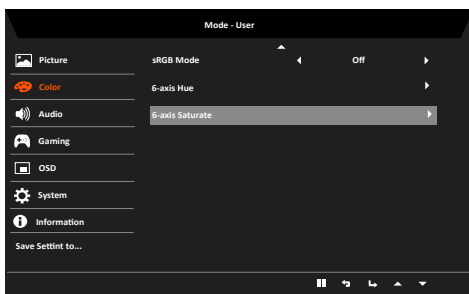 Mode - User
Picture
sRGB Mode Off
Color
6-axis Hue
Audio
6-axis Saturate
Gaming
OSD
System
Information
Save Settint to...